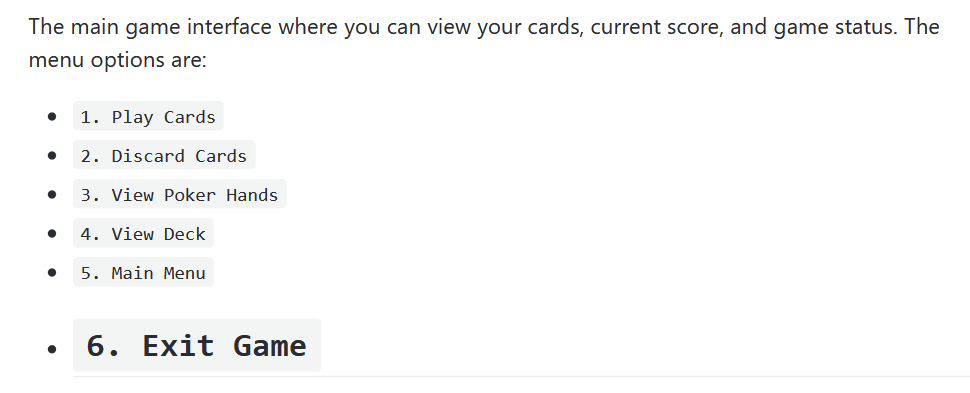 The main game interface where you can view your cards, current score, and game status. The
menu options are:
1. Play Cards
2. Discard Cards
3. View Poker Hands
4. View Deck
5. Main Menu
6. Exit Game